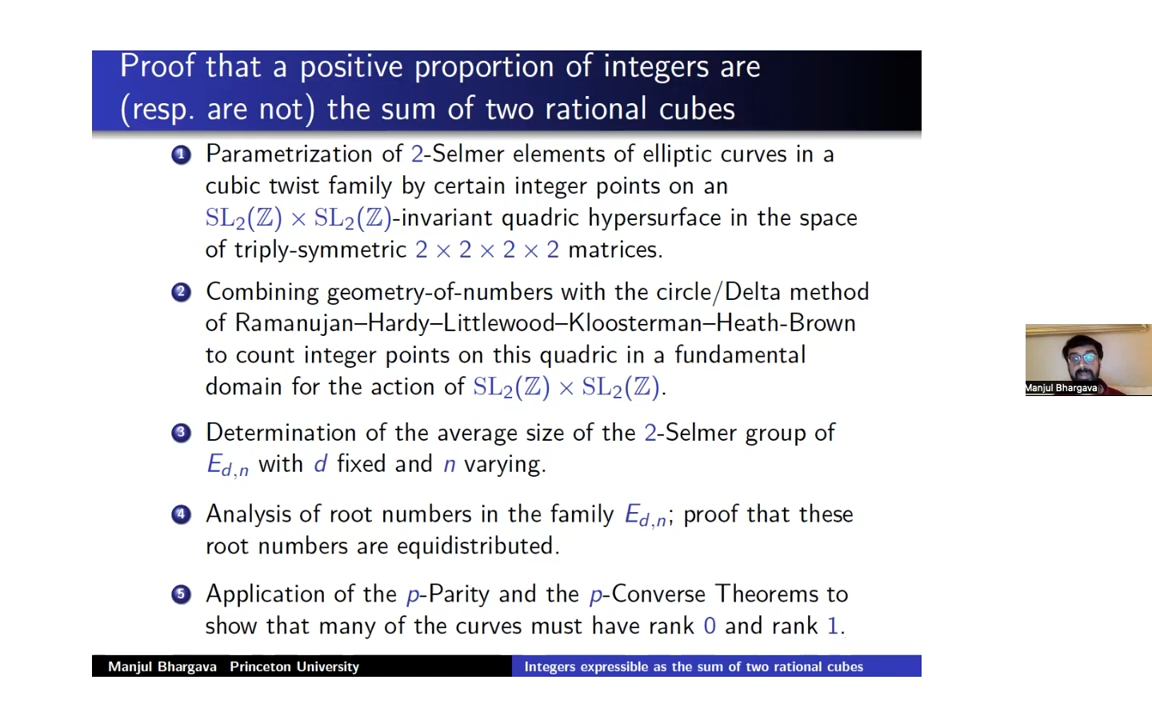 Proof that a positive proportion of integers are
(resp. are not) the sum of two rational cubes
1 Parametrization of 2-Selmer elements of elliptic curves in a
cubic twist family by certain integer points on an
SL₂(ℤ) × SL₂(ℤ)-invariant quadric hypersurface in the space
of triply-symmetric 2 × 2 × 2 × 2 matrices.
2 Combining geometry-of-numbers with the circle/Delta method
of Ramanujan–Hardy–Littlewood–Kloosterman–Heath-Brown
to count integer points on this quadric in a fundamental
domain for the action of SL₂(ℤ) × SL₂(ℤ).
3 Determination of the average size of the 2-Selmer group of
E_{d,n} with d fixed and n varying.
4 Analysis of root numbers in the family E_{d,n}; proof that these
root numbers are equidistributed.
5 Application of the p-Parity and the p-Converse Theorems to
show that many of the curves must have rank 0 and rank 1.
Manjul Bhargava Princeton University
Integers expressible as the sum of two rational cubes
Manjul Bhargava